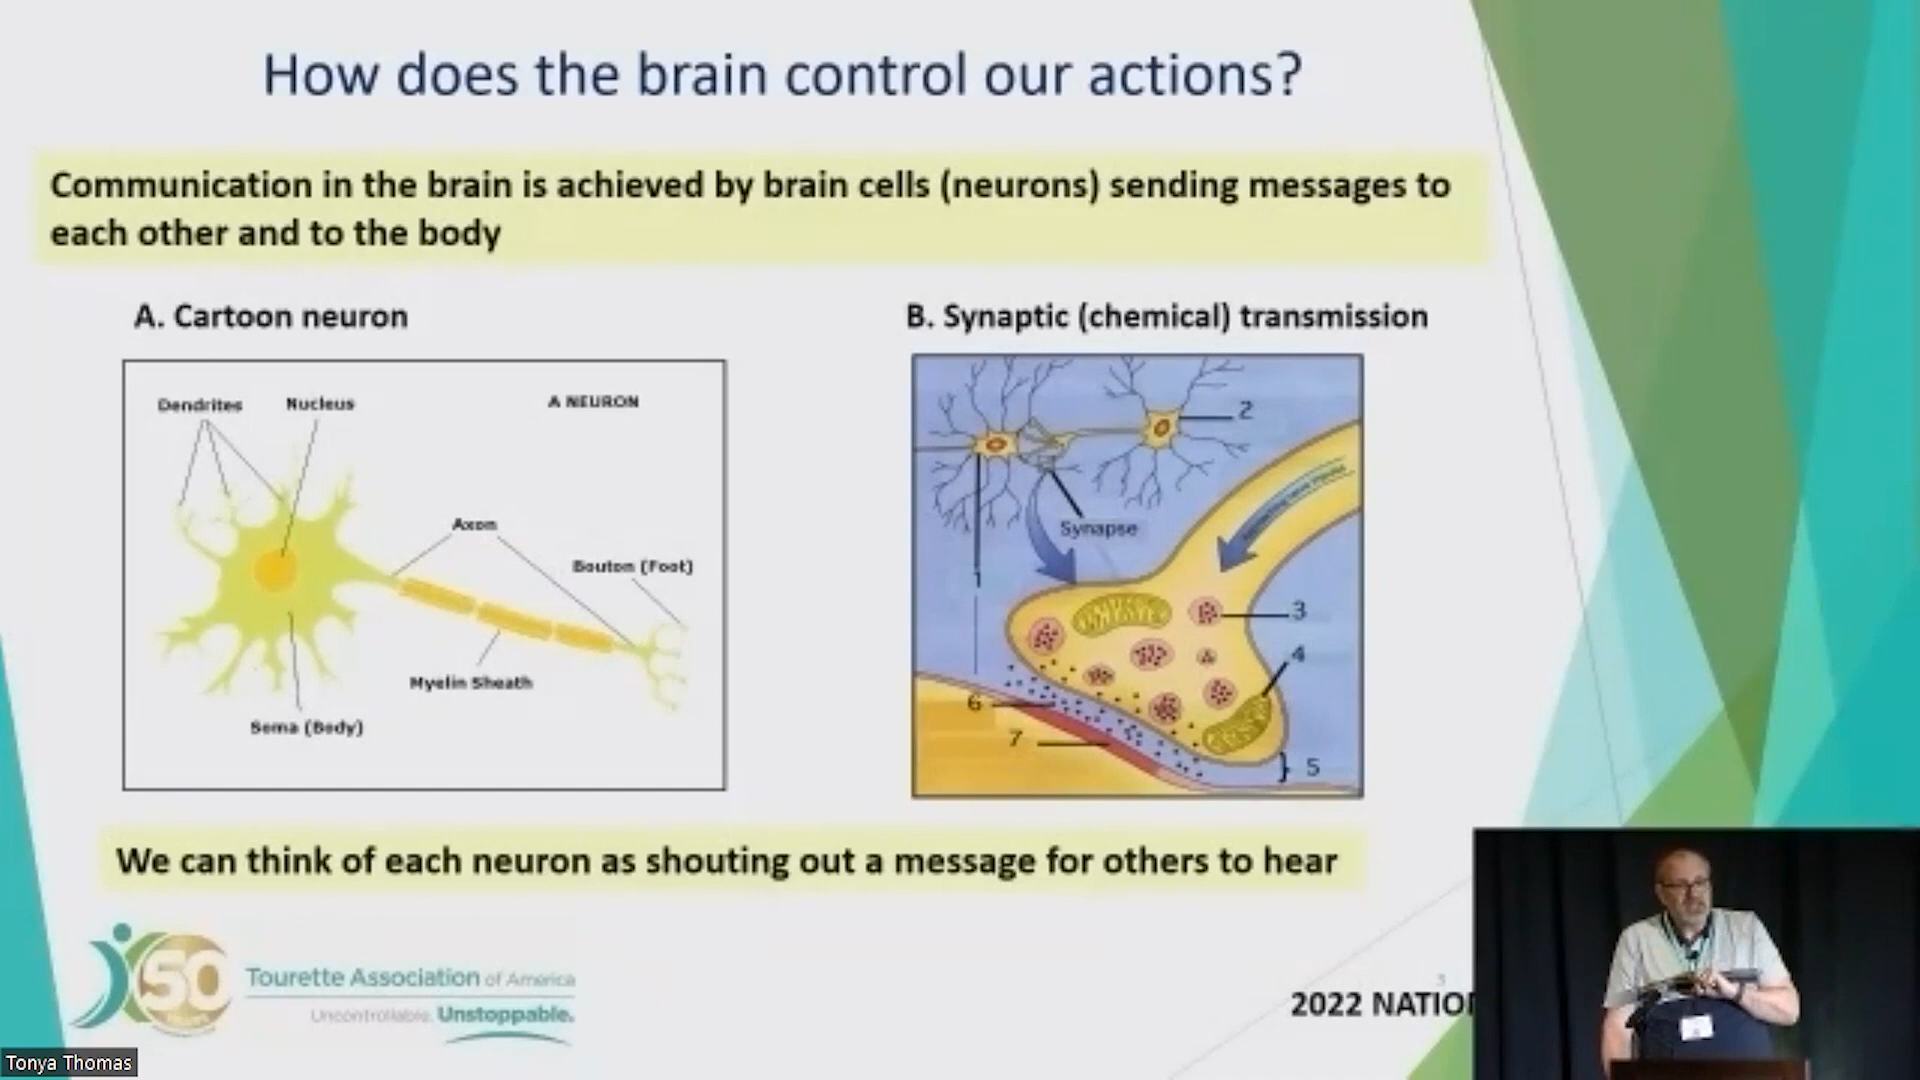 How does the brain control our actions?
Communication in the brain is achieved by brain cells (neurons) sending messages to
each other and to the body
A. Cartoon neuron
B. Synaptic (chemical) transmission
Dendrites
Nucleus
A NEURON
Axon
Bouton (Foot)
Myelin Sheath
Soma (Body)
2
Synapse
1
3
4
6
7
5
We can think of each neuron as shouting out a message for others to hear
50
Tourette Association of America
Uncontrollable. Unstoppable.
3
2022 NATIO
Tonya Thomas